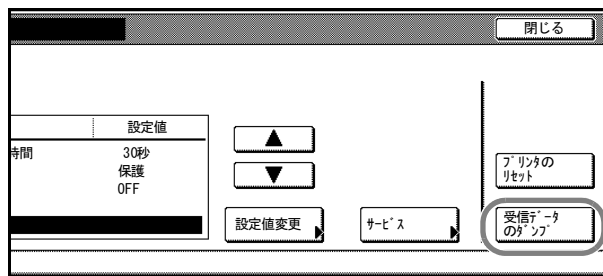 閉じる
設定値
時間 30秒
保護
OFF
▲
▼
プリンタの
リセット
設定値変更
サービス
受信データ
のダンプ